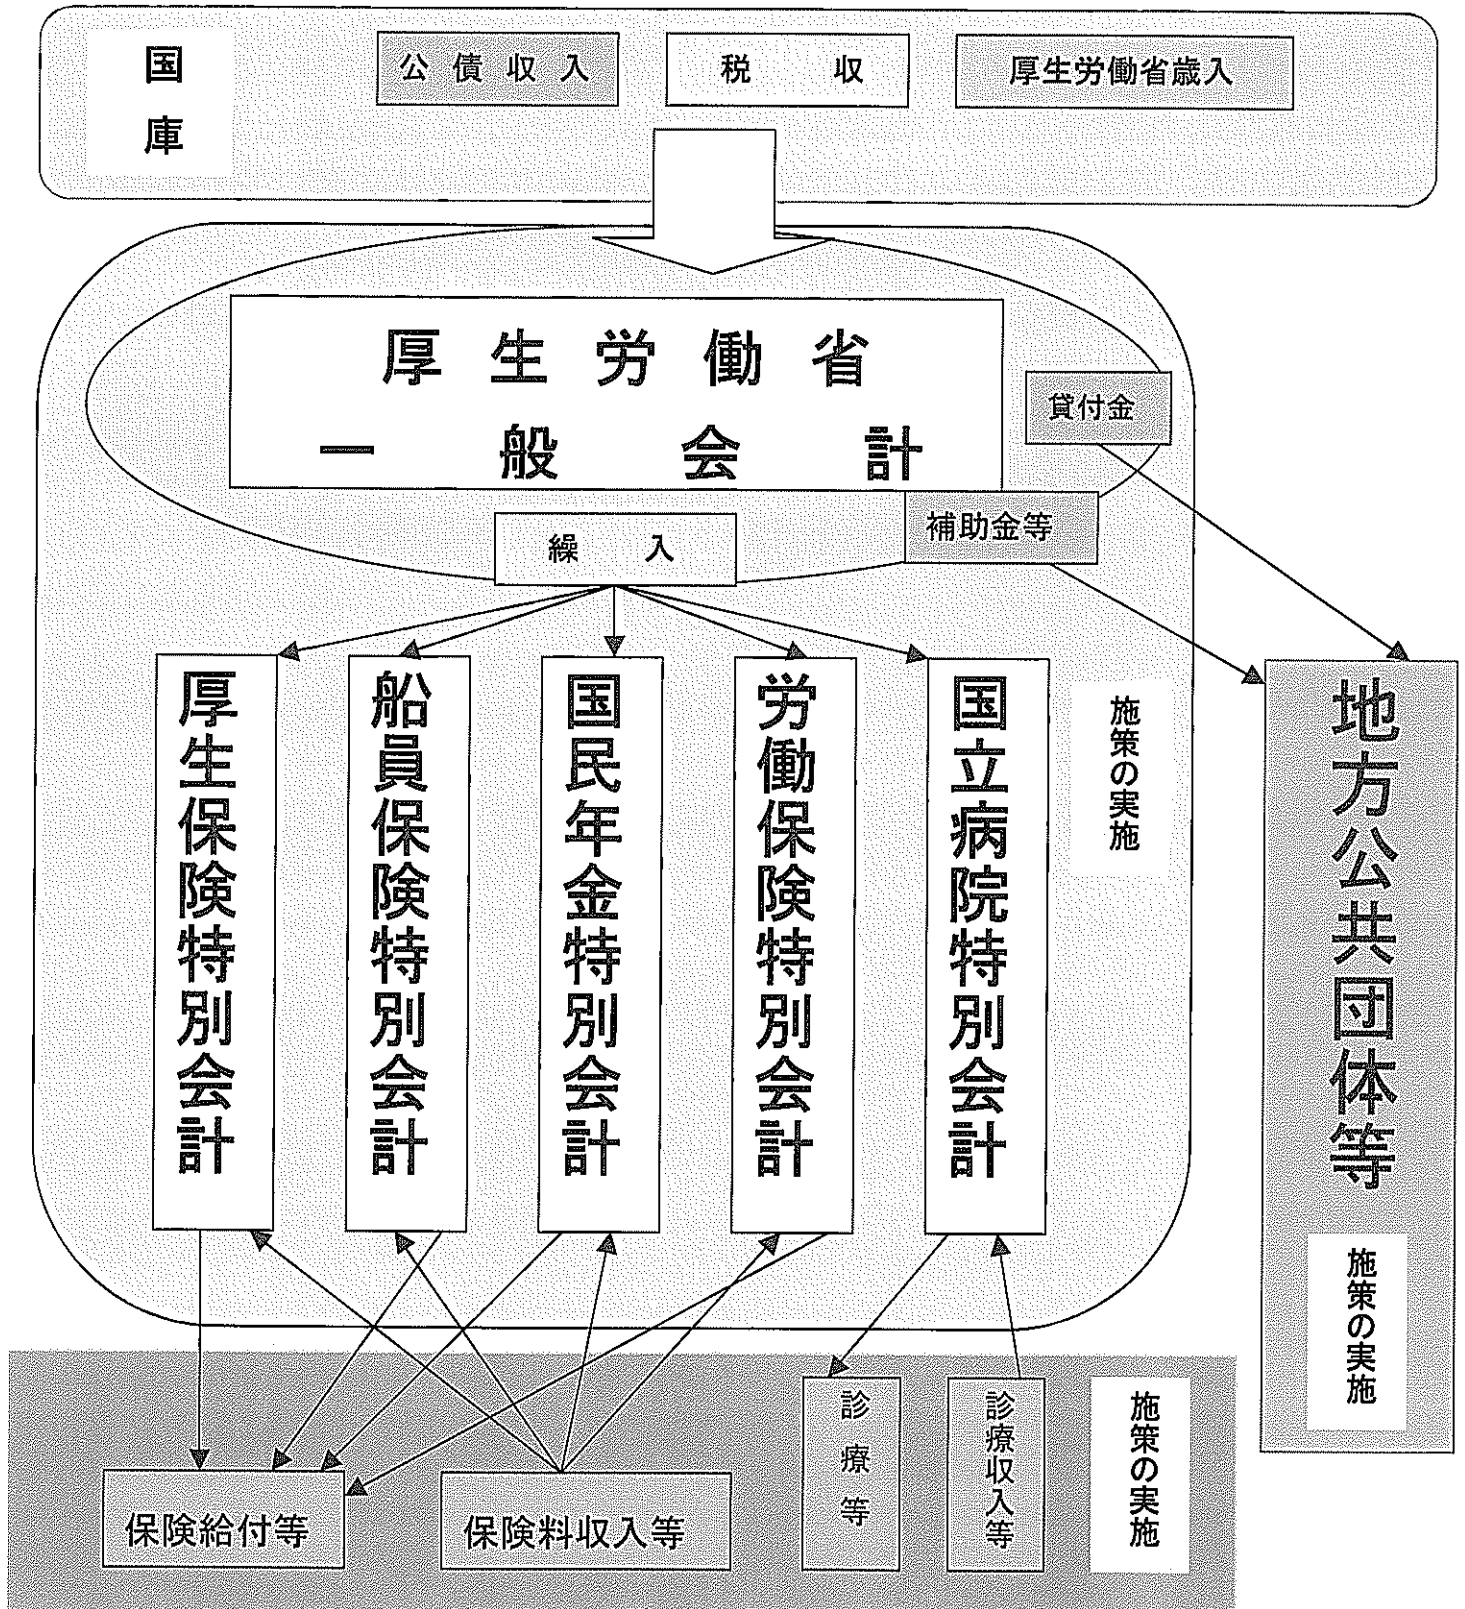 国庫
公債収入
税収
厚生労働省歳入
厚生労働省
一般会計
貸付金
補助金等
繰入
厚生保険特別会計
船員保険特別会計
国民年金特別会計
労働保険特別会計
国立病院特別会計
施策の実施
地方公共団体等
施策の実施
保険給付等
保険料収入等
診療等
診療収入等
施策の実施